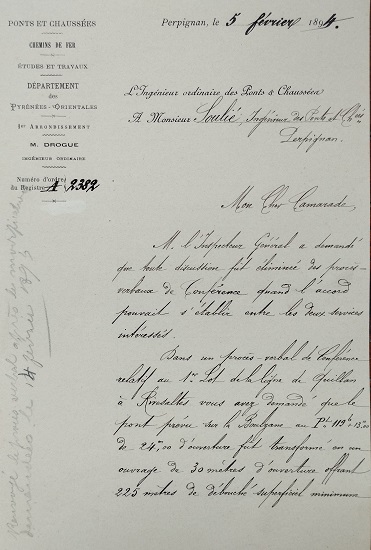 PONTS ET CHAUSSÉES
CHEMINS DE FER
ÉTUDES ET TRAVAUX
DÉPARTEMENT
des
PYRÉNÉES-ORIENTALES
1er ARRONDISSEMENT
M. DROGUE
INGÉNIEUR ORDINAIRE
Numéro d'ordre
du Registre A 2382
Perpignan, le 5 février 1894.
L'Ingénieur ordinaire des Ponts & Chaussées
A Monsieur Soulié, Ingénieur des Ponts et Chées
Perpignan.
Mon Cher Camarade,
M. l'Inspecteur Général a demandé
que toute discussion fût éliminée des procès-
verbaux de Conférence quand l'accord
pouvait s'établir entre les deux services
intéressés.
Dans un procès-verbal de Conférence
relatif au 1er Lot de la ligne de Quillan
à Rivesaltes vous avez demandé que le
pont prévu sur la Boulzane au Pt 119 + 13.00
de 24m,00 d'ouverture fût transformé en un
ouvrage de 30 mètres d'ouverture offrant
225 mètres de débouché superficiel minimum